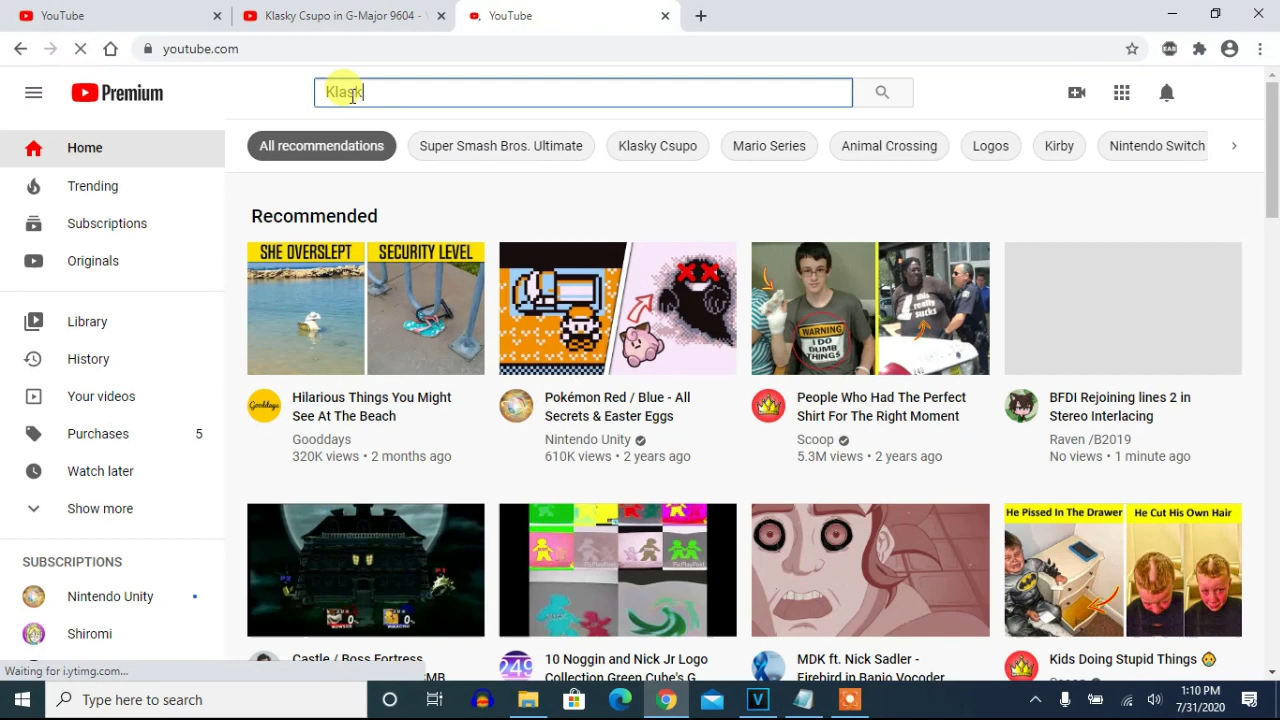 YouTube
Klasky Csupo in G-Major 9604 -
YouTube
youtube.com
Premium
Klask
Home
Trending
Subscriptions
Originals
Library
History
Your videos
Purchases 5
Watch later
Show more
SUBSCRIPTIONS
Nintendo Unity
Shiromi
All recommendations
Super Smash Bros. Ultimate
Klasky Csupo
Mario Series
Animal Crossing
Logos
Kirby
Nintendo Switch
Recommended
SHE OVERSLEPT
SECURITY LEVEL
Gooddays
Hilarious Things You Might
See At The Beach
Gooddays
320K views • 2 months ago
Pokémon Red / Blue - All
Secrets & Easter Eggs
Nintendo Unity
610K views • 2 years ago
WARNING
I DO
DUMB
THINGS
this
really
sucks
People Who Had The Perfect
Shirt For The Right Moment
Scoop
5.3M views • 2 years ago
BFDI Rejoining lines 2 in
Stereo Interlacing
Raven /B2019
No views • 1 minute ago
Castle / Boss Fortress
MB
249
10 Noggin and Nick Jr Logo
Collection Green Cube's G
MDK ft. Nick Sadler -
Firebird in Banjo Vocoder
He Pissed In The Drawer
He Cut His Own Hair
Kids Doing Stupid Things
Scoop
Waiting for i.ytimg.com...
Type here to search
1:10 PM
7/31/2020